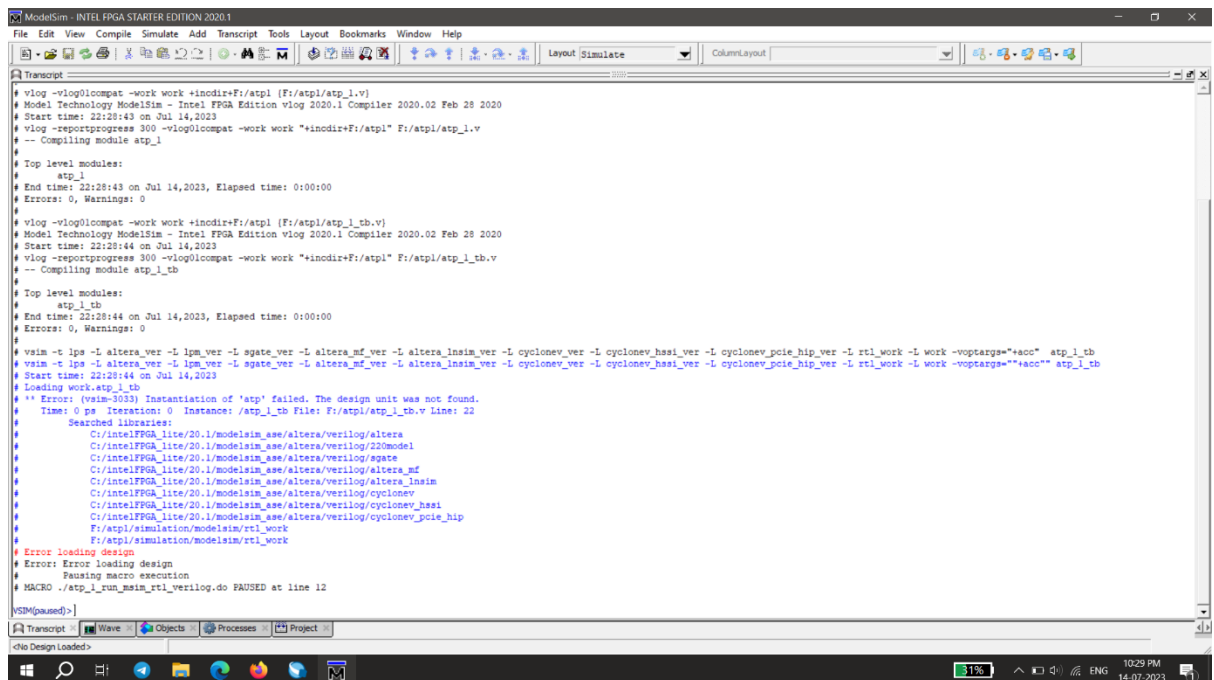 ModelSim - INTEL FPGA STARTER EDITION 2020.1
File Edit View Compile Simulate Add Transcript Tools Layout Bookmarks Window Help
Layout Simulate ColumnLayout
Transcript
# vlog -vlog01compat -work work +incdir+F:/atp1 {F:/atp1/atp_1.v}
# Model Technology ModelSim - Intel FPGA Edition vlog 2020.1 Compiler 2020.02 Feb 28 2020
# Start time: 22:28:43 on Jul 14,2023
# vlog -reportprogress 300 -vlog01compat -work work "+incdir+F:/atp1" F:/atp1/atp_1.v
# -- Compiling module atp_1
#
# Top level modules:
# atp_1
# End time: 22:28:43 on Jul 14,2023, Elapsed time: 0:00:00
# Errors: 0, Warnings: 0
#
# vlog -vlog01compat -work work +incdir+F:/atp1 {F:/atp1/atp_1_tb.v}
# Model Technology ModelSim - Intel FPGA Edition vlog 2020.1 Compiler 2020.02 Feb 28 2020
# Start time: 22:28:44 on Jul 14,2023
# vlog -reportprogress 300 -vlog01compat -work work "+incdir+F:/atp1" F:/atp1/atp_1_tb.v
# -- Compiling module atp_1_tb
#
# Top level modules:
# atp_1_tb
# End time: 22:28:44 on Jul 14,2023, Elapsed time: 0:00:00
# Errors: 0, Warnings: 0
#
# vsim -t 1ps -L altera_ver -L lpm_ver -L sgate_ver -L altera_mf_ver -L altera_lnsim_ver -L cyclonev_ver -L cyclonev_hssi_ver -L cyclonev_pcie_hip_ver -L rtl_work -L work -voptargs="+acc" atp_1_tb
# vsim -t 1ps -L altera_ver -L lpm_ver -L sgate_ver -L altera_mf_ver -L altera_lnsim_ver -L cyclonev_ver -L cyclonev_hssi_ver -L cyclonev_pcie_hip_ver -L rtl_work -L work -voptargs=""+acc"" atp_1_tb
# Start time: 22:28:44 on Jul 14,2023
# Loading work.atp_1_tb
# ** Error: (vsim-3033) Instantiation of 'atp' failed. The design unit was not found.
# Time: 0 ps Iteration: 0 Instance: /atp_1_tb File: F:/atp1/atp_1_tb.v Line: 22
# Searched libraries:
# C:/intelFPGA_lite/20.1/modelsim_ase/altera/verilog/altera
# C:/intelFPGA_lite/20.1/modelsim_ase/altera/verilog/220model
# C:/intelFPGA_lite/20.1/modelsim_ase/altera/verilog/sgate
# C:/intelFPGA_lite/20.1/modelsim_ase/altera/verilog/altera_mf
# C:/intelFPGA_lite/20.1/modelsim_ase/altera/verilog/altera_lnsim
# C:/intelFPGA_lite/20.1/modelsim_ase/altera/verilog/cyclonev
# C:/intelFPGA_lite/20.1/modelsim_ase/altera/verilog/cyclonev_hssi
# C:/intelFPGA_lite/20.1/modelsim_ase/altera/verilog/cyclonev_pcie_hip
# F:/atp1/simulation/modelsim/rtl_work
# F:/atp1/simulation/modelsim/rtl_work
# Error loading design
# Error: Error loading design
# Pausing macro execution
# MACRO ./atp_1_run_msim_rtl_verilog.do PAUSED at line 12
VSIM(paused)>
Transcript Wave Objects Processes Project
<No Design Loaded>
31% ENG 10:29 PM
14-07-2023